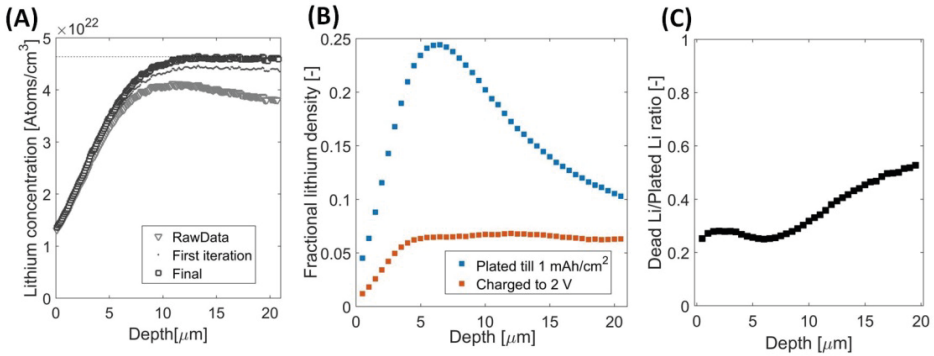 (A)
×10²²
Lithium concentration [Atoms/cm³]
5
4
3
2
1
0
0
5
10
15
20
Depth[μm]
RawData
First iteration
Final
(B)
Fractional lithium density [-]
0.25
0.20
0.15
0.10
0.05
0
0
5
10
15
20
Depth [μm]
Plated till 1 mAh/cm²
Charged to 2 V
(C)
Dead Li/Plated Li ratio [-]
1
0.8
0.6
0.4
0.2
0
0
5
10
15
20
Depth [μm]